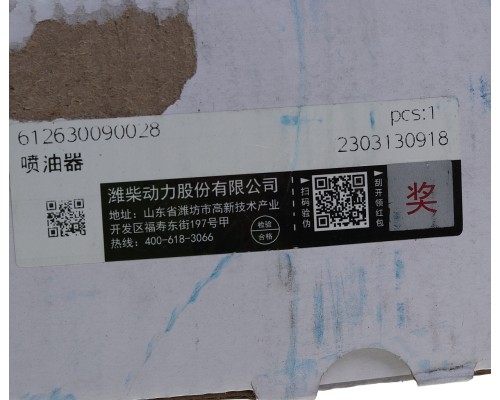 612630090028
pcs:1
喷油器
2303130918
潍柴动力股份有限公司
地址：山东省潍坊市高新技术产业
开发区福寿东街197号甲
热线：400-618-3066
检验
合格
扫码验伪
刮开领红包
奖